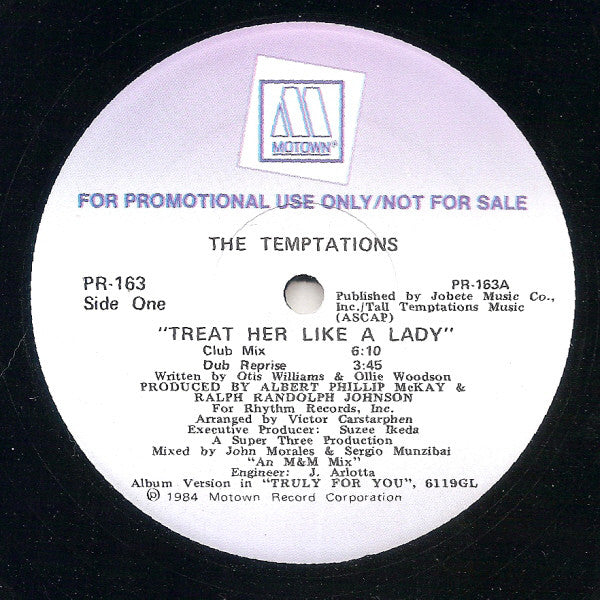 MOTOWN®
FOR PROMOTIONAL USE ONLY/NOT FOR SALE
THE TEMPTATIONS
PR-163
Side One
PR-163A
Published by Jobete Music Co.,
Inc./Tall Temptations Music
(ASCAP)
"TREAT HER LIKE A LADY"
Club Mix 6:10
Dub Reprise 3:45
Written by Otis Williams & Ollie Woodson
PRODUCED BY ALBERT PHILLIP McKAY &
RALPH RANDOLPH JOHNSON
For Rhythm Records, Inc.
Arranged by Victor Carstarphen
Executive Producer: Suzee Ikeda
A Super Three Production
Mixed by John Morales & Sergio Munzibai
"An M&M Mix"
Engineer: J. Arlotta
Album Version in "TRULY FOR YOU", 6119GL
℗ 1984 Motown Record Corporation